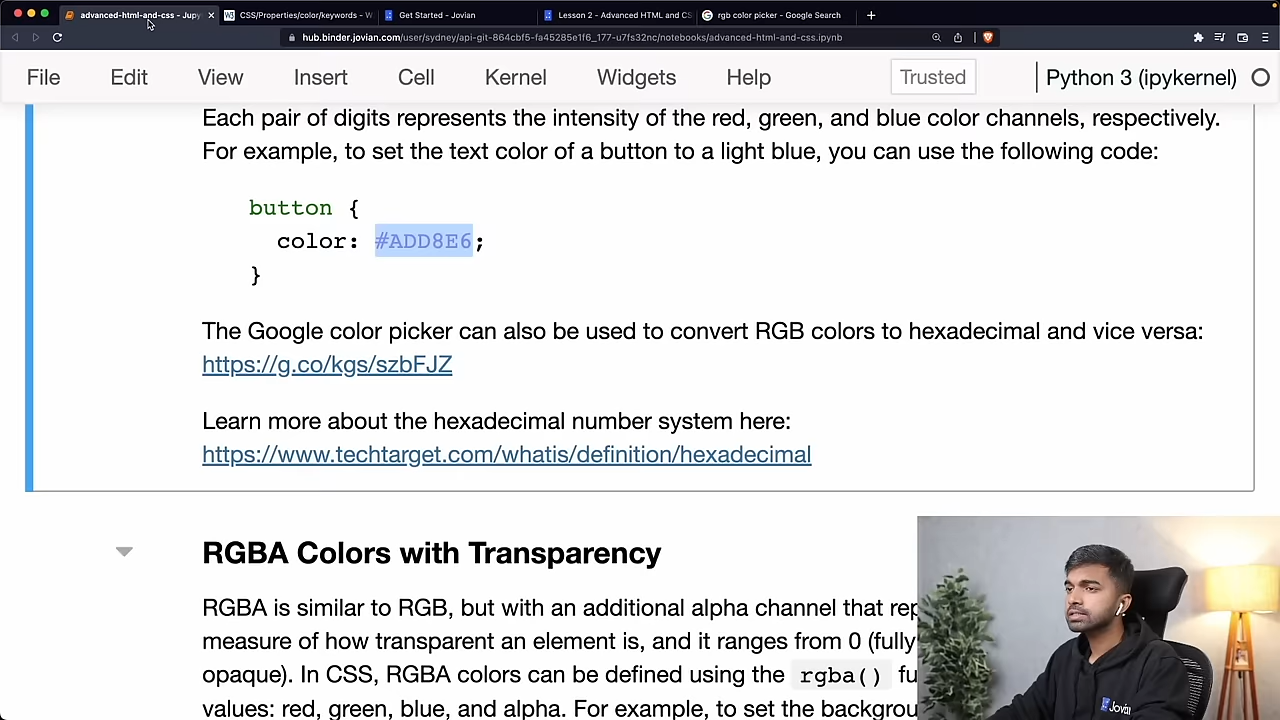 advanced-html-and-css - Jupy
CSS/Properties/color/keywords - W
Get Started - Jovian
Lesson 2 - Advanced HTML and CS
rgb color picker - Google Search
hub.binder.jovian.com/user/sydney/api-git-864cbf5-fa45285e1f6_177-u7fs32nc/notebooks/advanced-html-and-css.ipynb
File Edit View Insert Cell Kernel Widgets Help Trusted Python 3 (ipykernel)
Each pair of digits represents the intensity of the red, green, and blue color channels, respectively.
For example, to set the text color of a button to a light blue, you can use the following code:
button {
color: #ADD8E6;
}
The Google color picker can also be used to convert RGB colors to hexadecimal and vice versa:
https://g.co/kgs/szbFJZ
Learn more about the hexadecimal number system here:
https://www.techtarget.com/whatis/definition/hexadecimal
RGBA Colors with Transparency
RGBA is similar to RGB, but with an additional alpha channel that rep
measure of how transparent an element is, and it ranges from 0 (fully
opaque). In CSS, RGBA colors can be defined using the rgba() fu
values: red, green, blue, and alpha. For example, to set the backgrou
Jovian